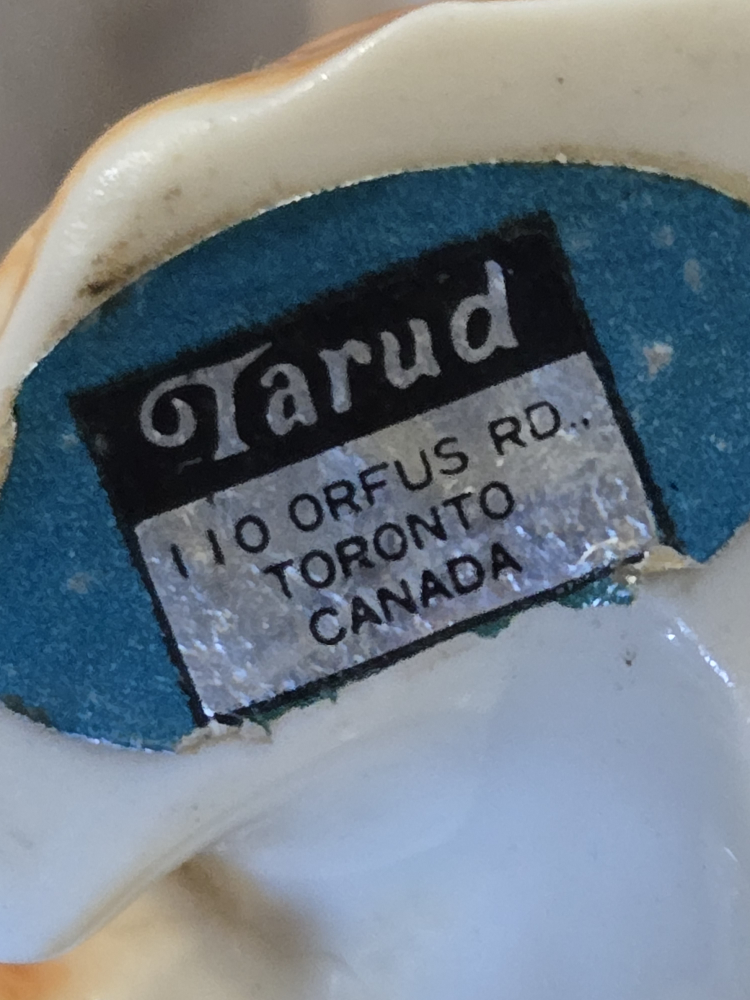 Tarud
110 ORFUS RD..
TORONTO
CANADA